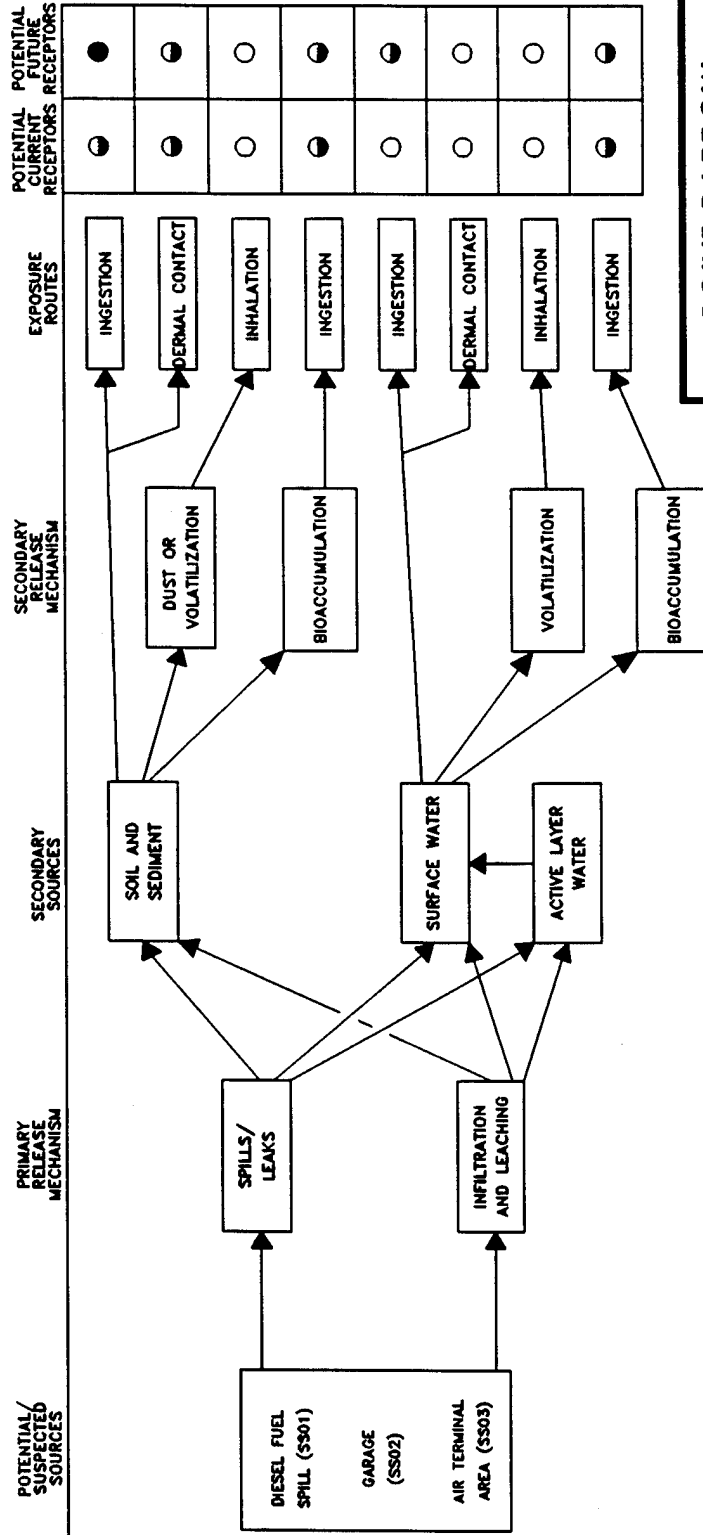 POTENTIAL/
SUSPECTED
SOURCES
PRIMARY
RELEASE
MECHANISM
SECONDARY
SOURCES
SECONDARY
RELEASE
MECHANISM
EXPOSURE
ROUTES
POTENTIAL
CURRENT
RECEPTORS
POTENTIAL
FUTURE
RECEPTORS
DIESEL FUEL
SPILL (SS01)
GARAGE
(SS02)
AIR TERMINAL
AREA (SS03)
SPILLS/
LEAKS
INFILTRATION
AND LEACHING
SOIL AND
SEDIMENT
SURFACE WATER
ACTIVE LAYER
WATER
DUST OR
VOLATILIZATION
BIOACCUMULATION
VOLATILIZATION
BIOACCUMULATION
INGESTION
DERMAL CONTACT
INHALATION
INGESTION
INGESTION
DERMAL CONTACT
INHALATION
INGESTION